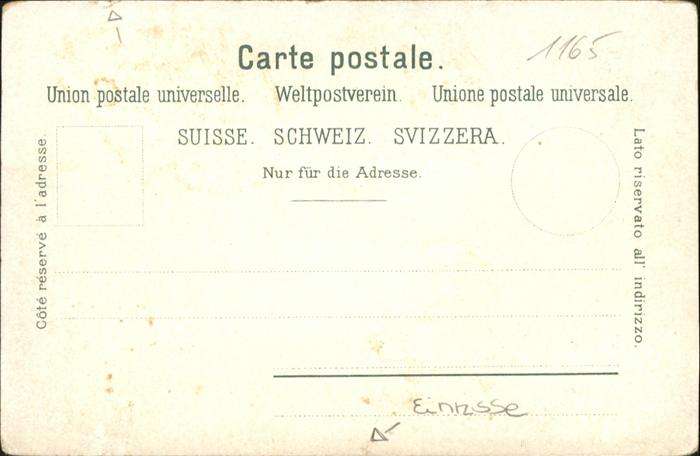 Carte postale.
1165
Union postale universelle. Weltpostverein. Unione postale universale.
SUISSE. SCHWEIZ. SVIZZERA.
Nur für die Adresse.
Côté réservé à l'adresse.
Lato riservato all' indirizzo.
Einrisse